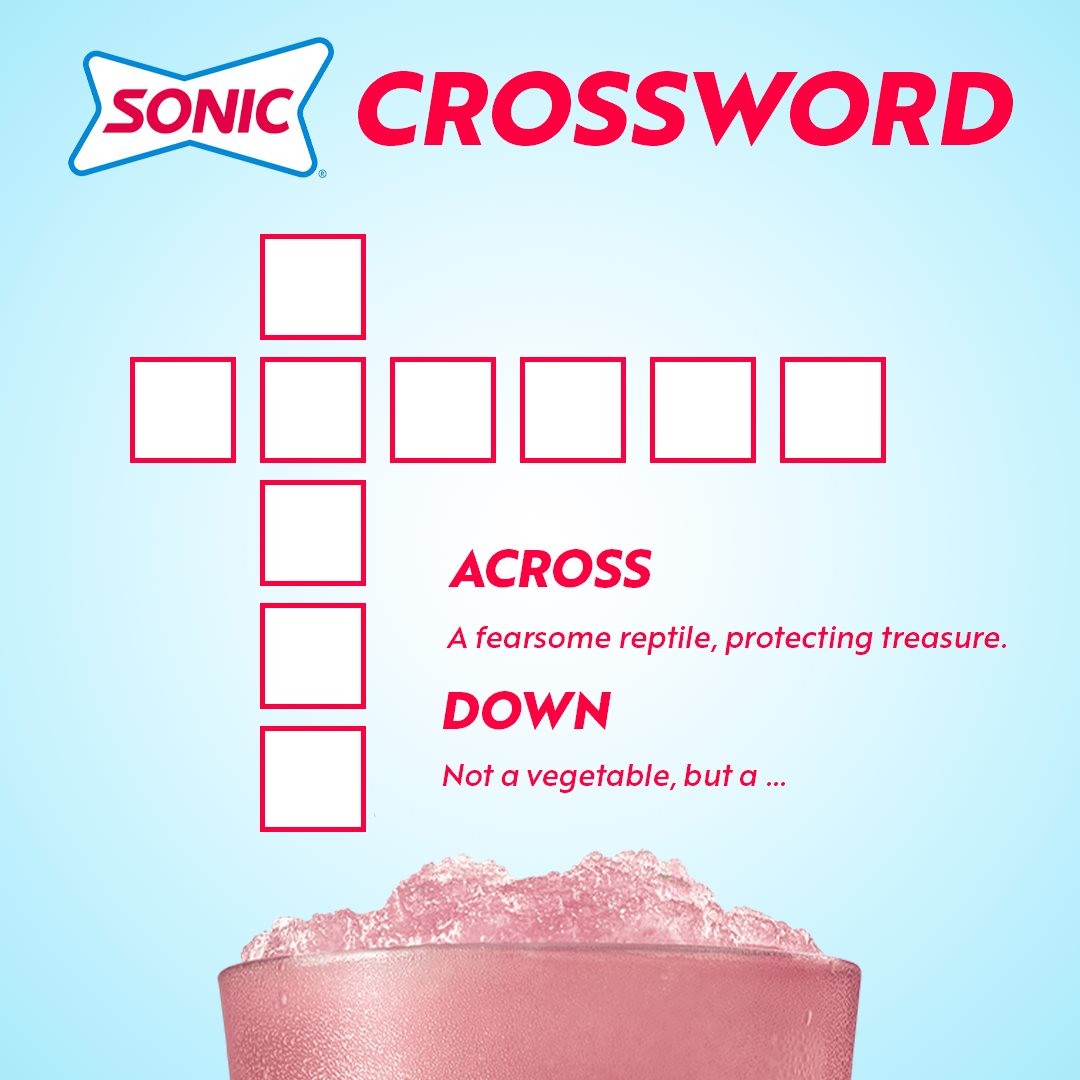 SONIC® CROSSWORD
ACROSS
A fearsome reptile, protecting treasure.
DOWN
Not a vegetable, but a ...